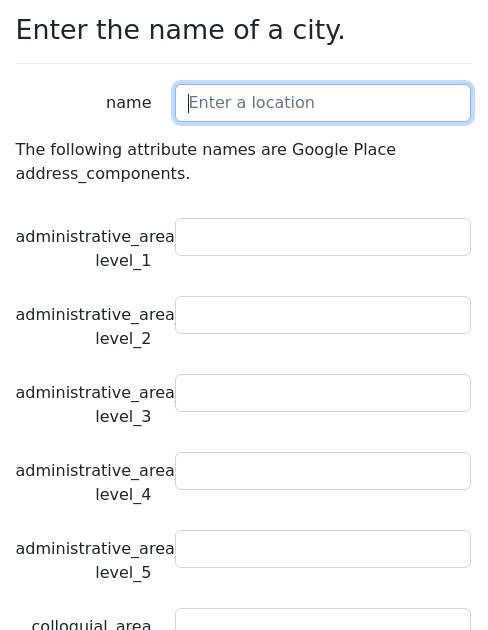 Enter the name of a city.
name
Enter a location
The following attribute names are Google Place
address_components.
administrative_area
level_1
administrative_area
level_2
administrative_area
level_3
administrative_area
level_4
administrative_area
level_5
colloquial_area